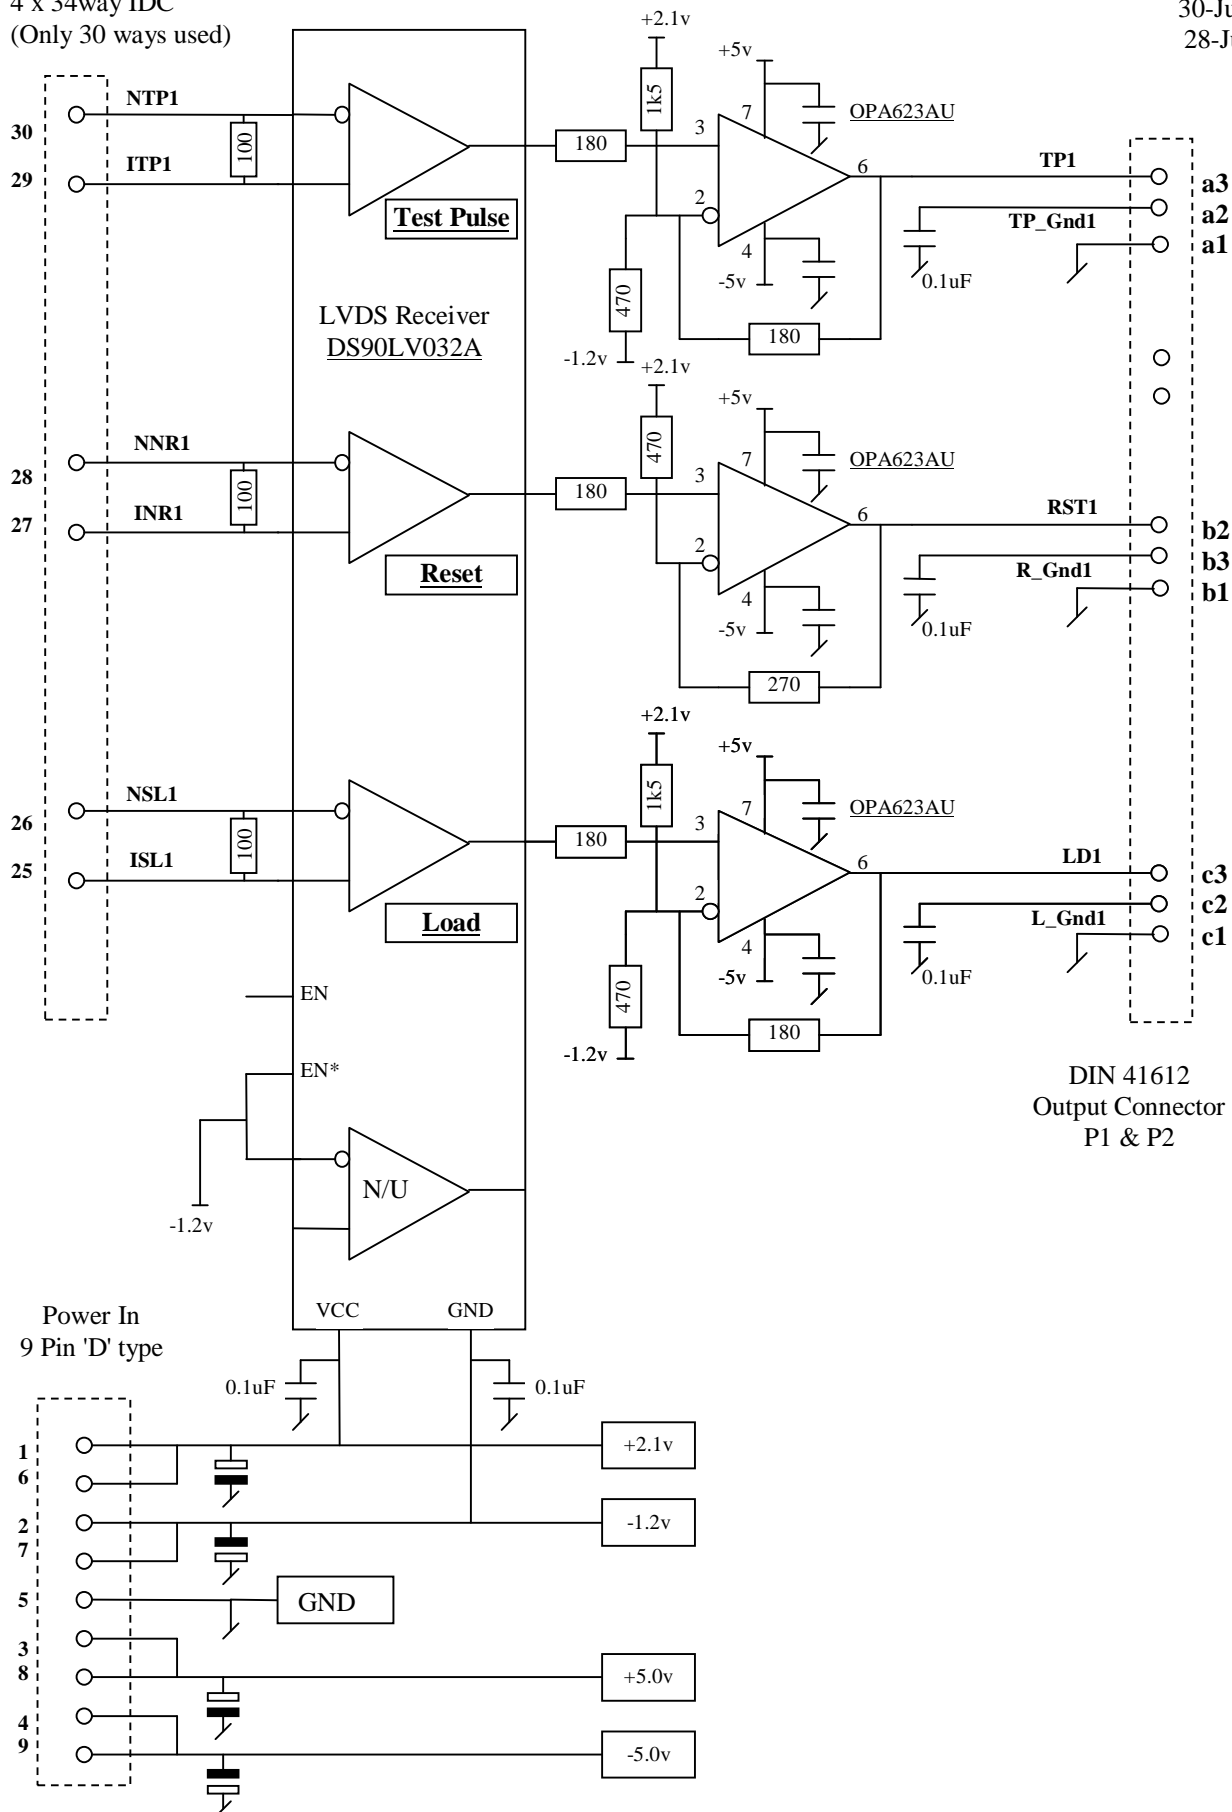 4 x 34way IDC
(Only 30 ways used)
+2.1v
+5v
1k5
7
OPA623AU
NTP1
30
100
ITP1
29
Test Pulse
180
3
2
6
4
-5v
470
-1.2v
180
TP1
a3
TP_Gnd1
a2
a1
0.1uF
LVDS Receiver
DS90LV032A
+2.1v
+5v
470
7
OPA623AU
NNR1
28
100
INR1
27
Reset
180
3
2
6
4
-5v
270
RST1
b2
R_Gnd1
b3
b1
0.1uF
+2.1v
+5v
1k5
7
OPA623AU
NSL1
26
100
ISL1
25
Load
180
3
2
6
4
-5v
470
-1.2v
180
LD1
c3
L_Gnd1
c2
c1
0.1uF
EN
EN*
-1.2v
N/U
DIN 41612
Output Connector
P1 & P2
VCC
GND
Power In
9 Pin 'D' type
0.1uF
0.1uF
1
6
+2.1v
2
7
-1.2v
5
GND
3
8
+5.0v
4
9
-5.0v